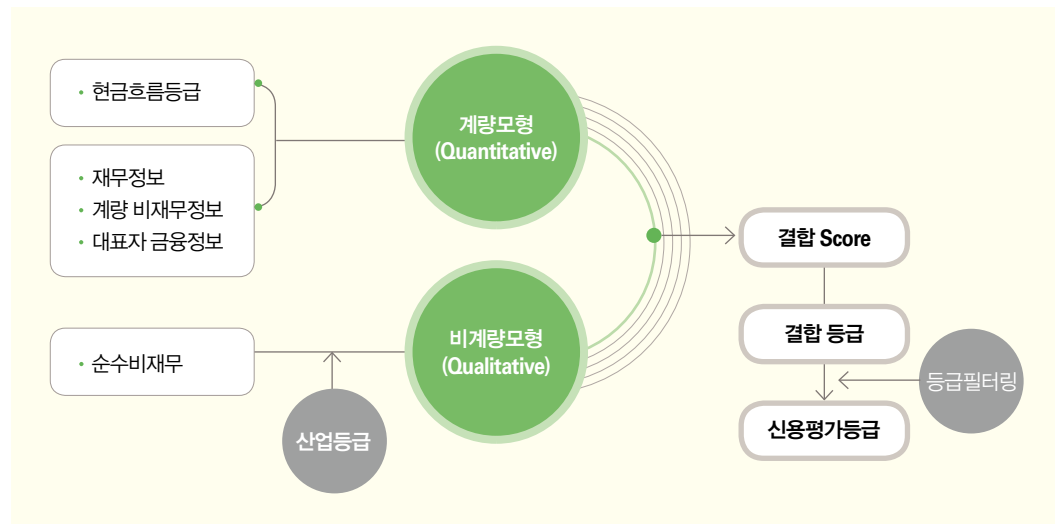 • 현금흐름등급
• 재무정보
• 계량 비재무정보
• 대표자 금융정보
• 순수비재무
산업등급
계량모형
(Quantitative)
비계량모형
(Qualitative)
결합 Score
결합 등급
등급필터링
신용평가등급